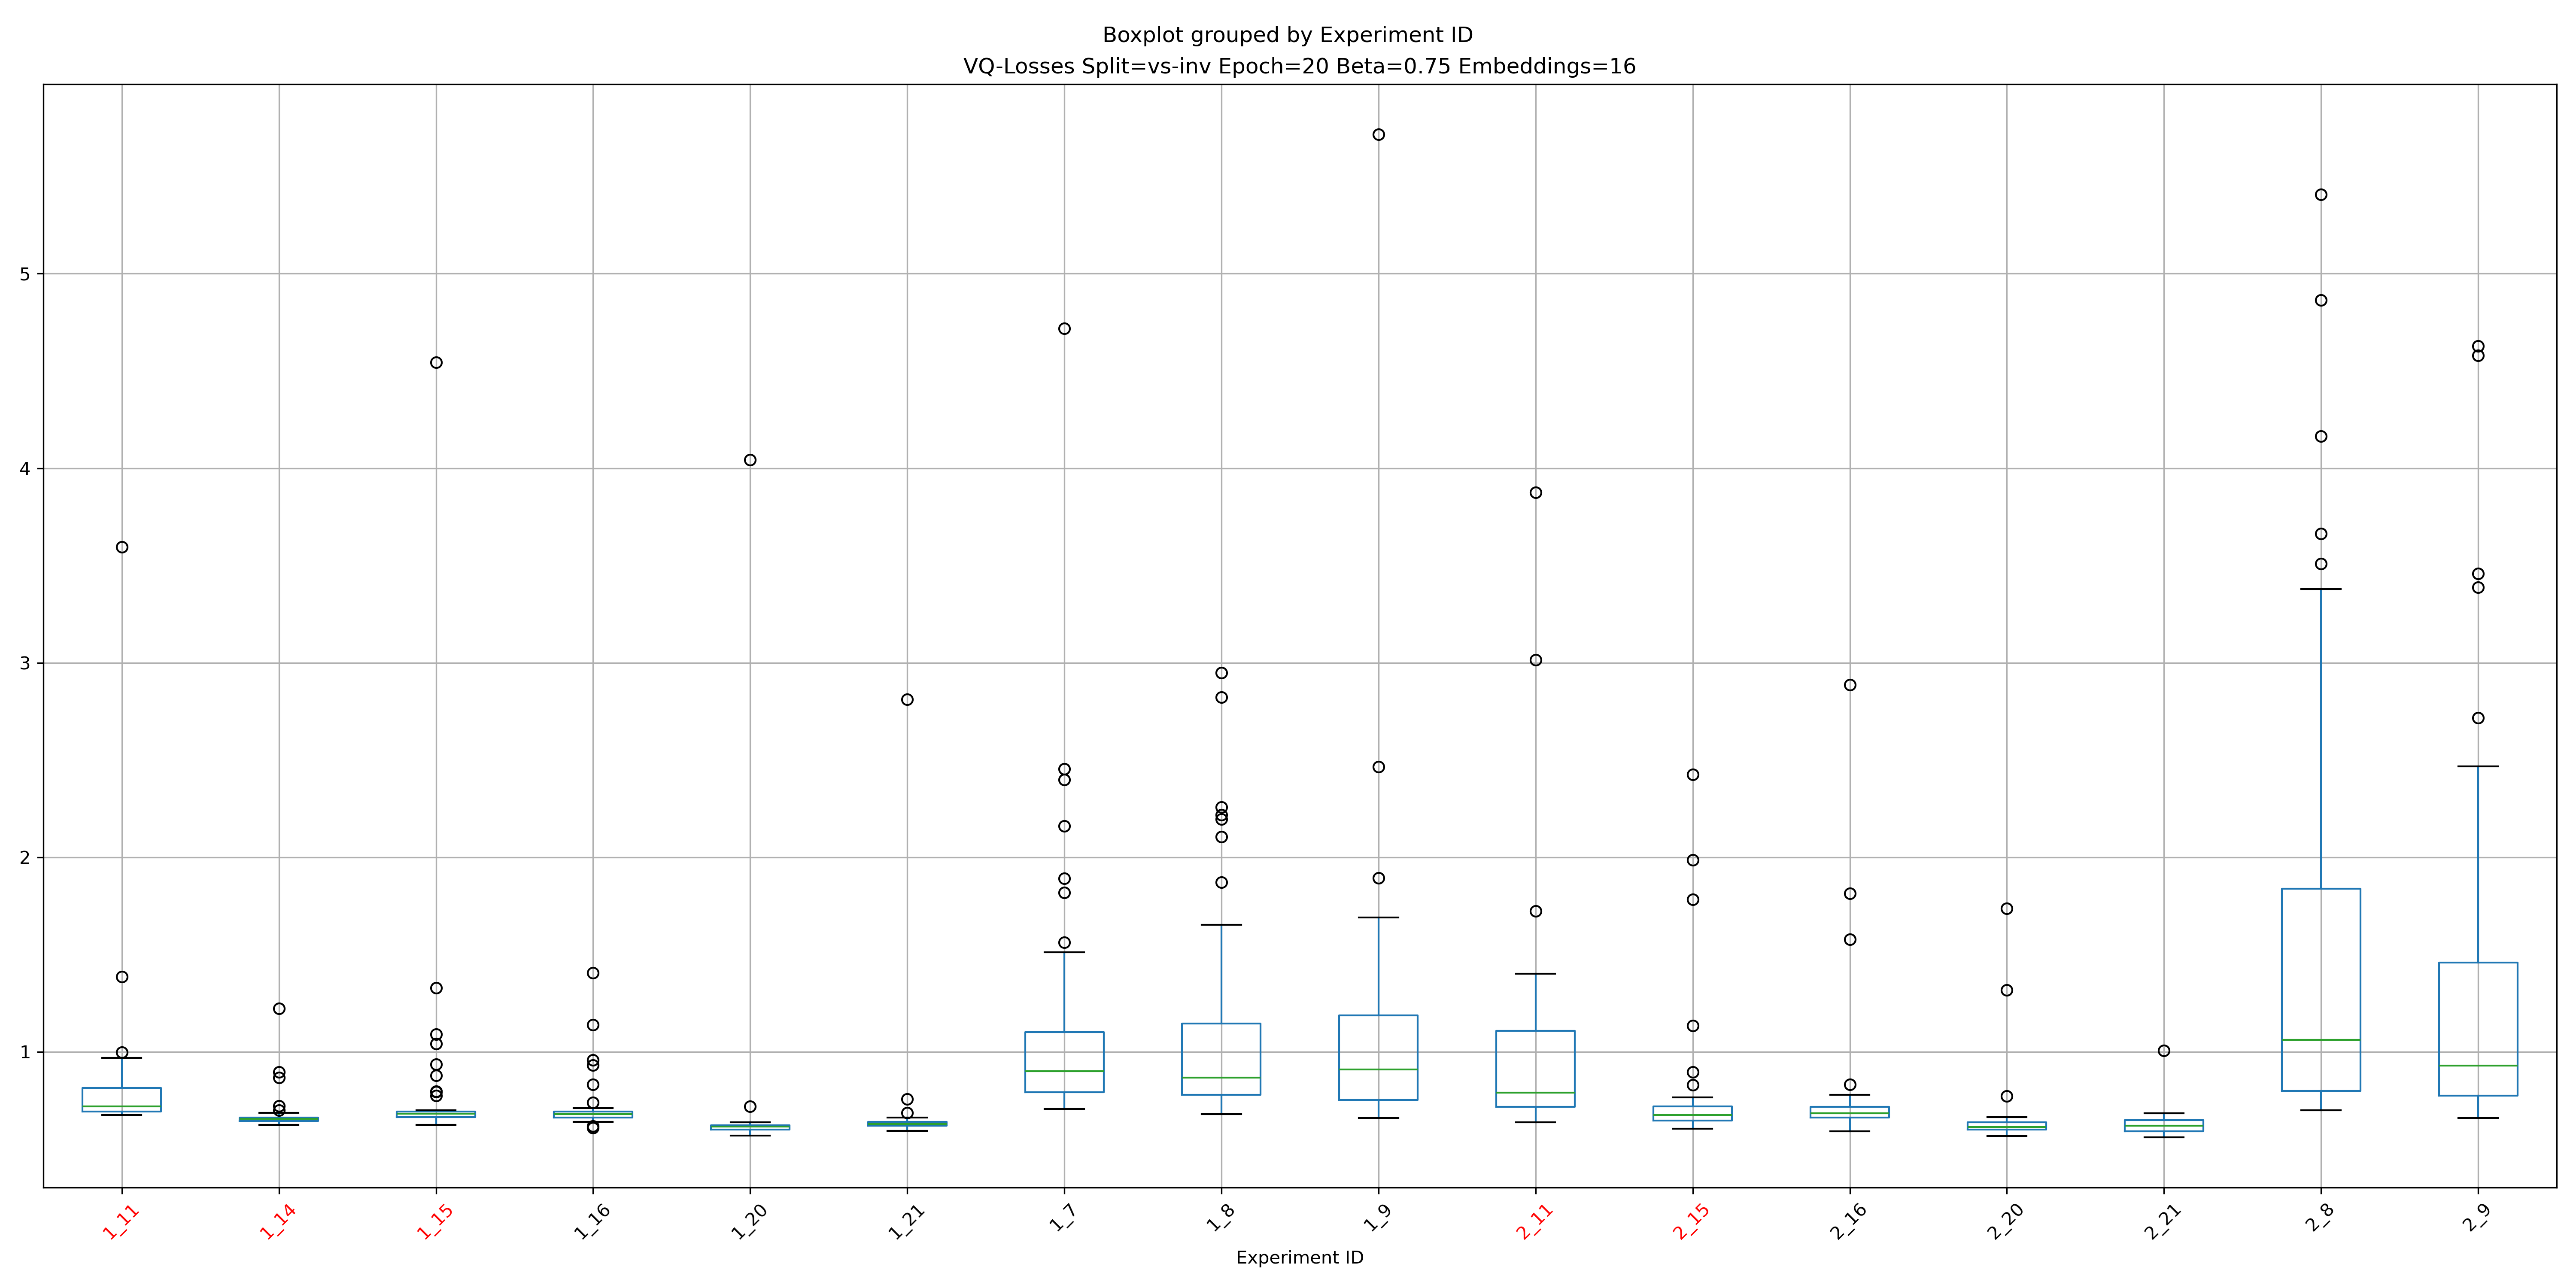 Boxplot grouped by Experiment ID
VQ-Losses Split=vs-inv Epoch=20 Beta=0.75 Embeddings=16
5
4
3
2
1
1_11 1_14 1_15 1_16 1_20 1_21 1_7 1_8 1_9 2_11 2_15 2_16 2_20 2_21 2_8 2_9
Experiment ID